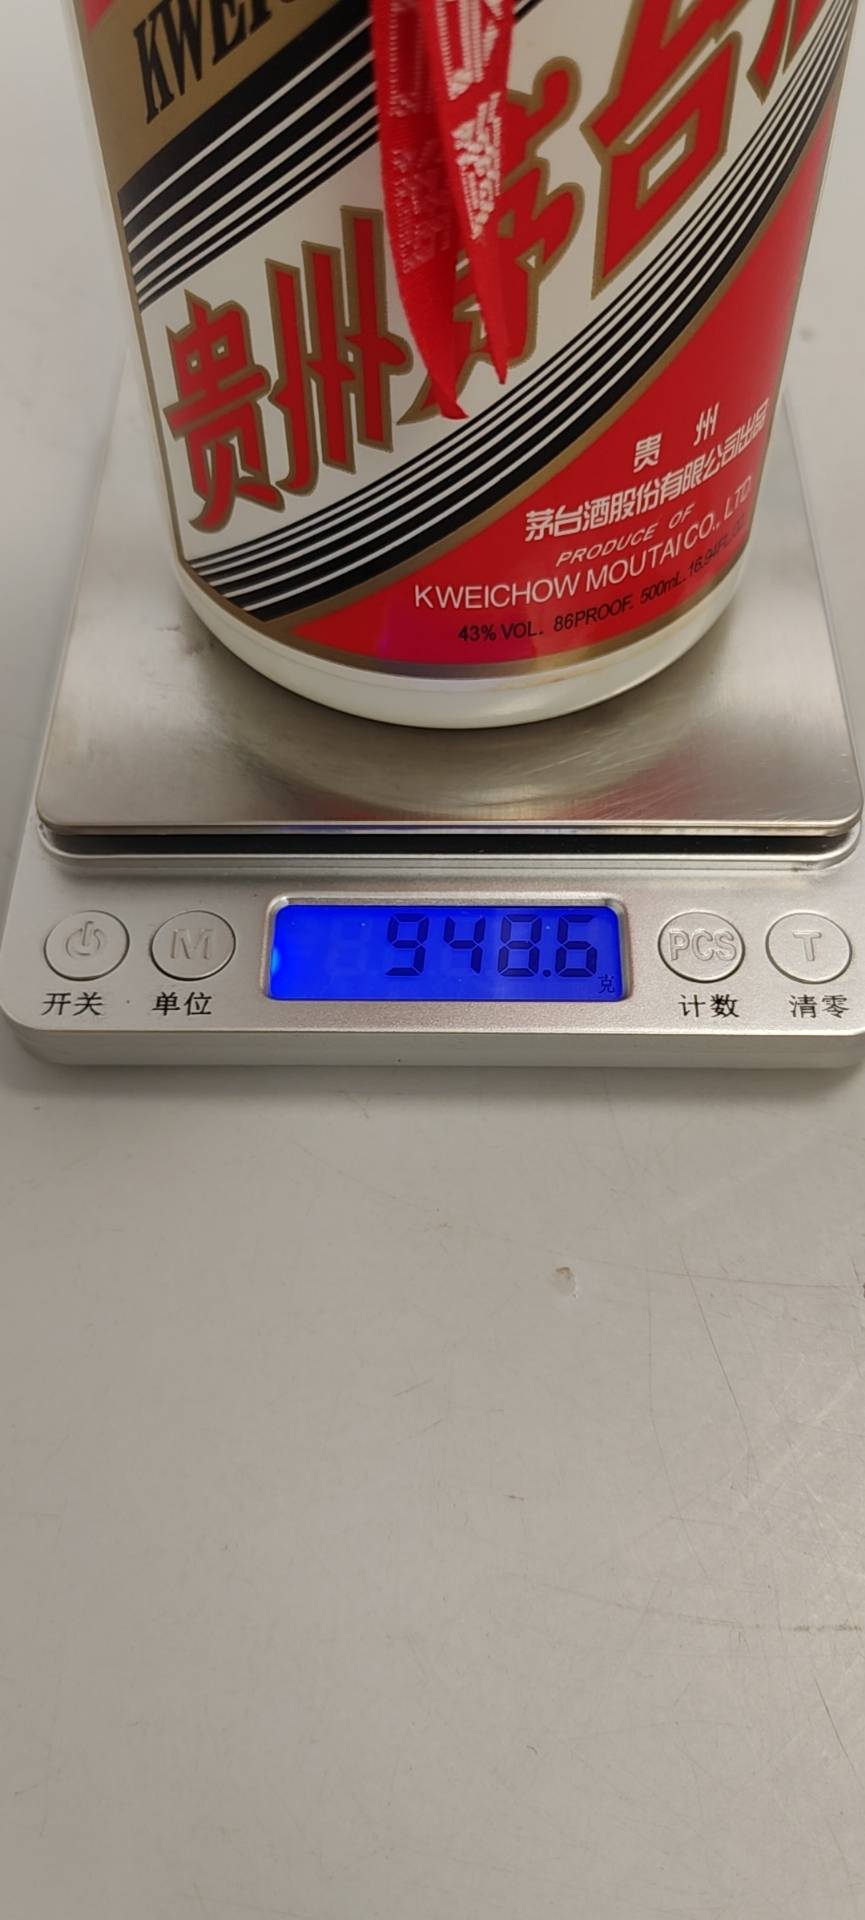 贵州茅台
贵 州
茅台酒股份有限公司出品
PRODUCE OF
KWEICHOW MOUTAI CO., LTD.
43% VOL. 86PROOF. 500mL.
948.6
克
M
PCS
T
开关
单位
计数
清零